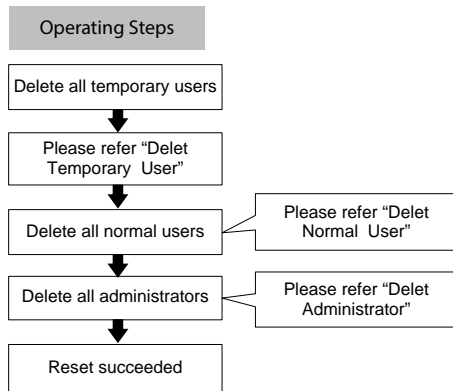 Operating Steps
Delete all temporary users
Please refer “Delet
Temporary User”
Delete all normal users
Please refer “Delet
Normal User”
Delete all administrators
Please refer “Delet
Administrator”
Reset succeeded